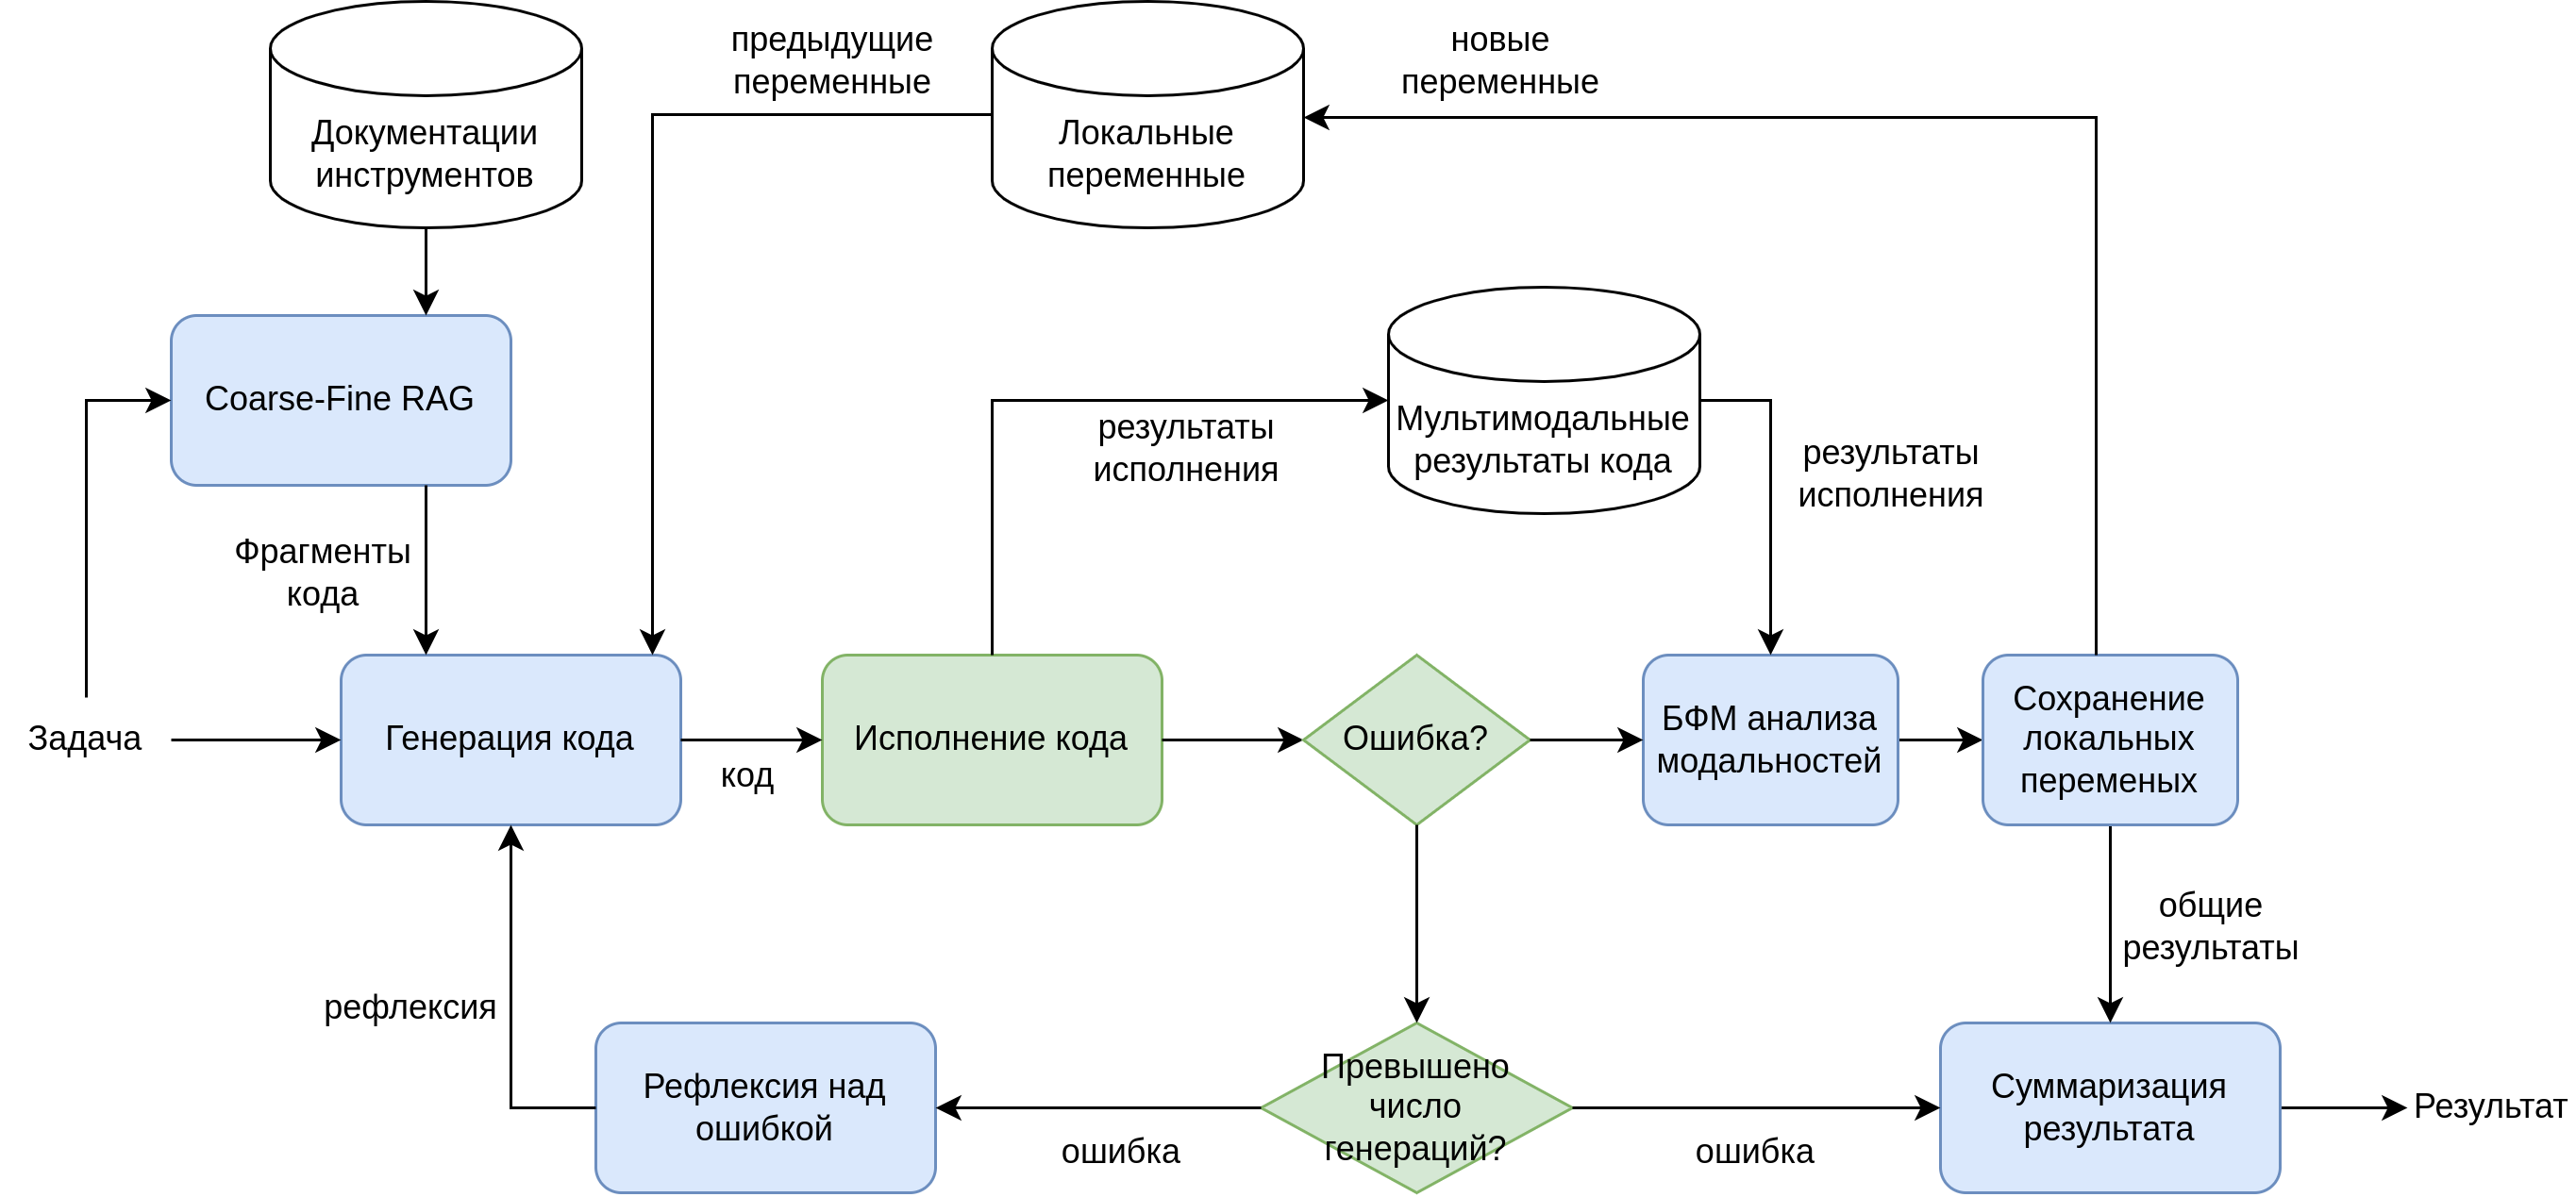 предыдущие
переменные
новые
переменные
Документации
инструментов
Локальные
переменные
Coarse-Fine RAG
Мультимодальные
результаты кода
результаты
исполнения
результаты
исполнения
Фрагменты
кода
Задача
Генерация кода
код
Исполнение кода
Ошибка?
БФМ анализа
модальностей
Сохранение
локальных
переменых
общие
результаты
рефлексия
Рефлексия над
ошибкой
ошибка
Превышено
число
генераций?
ошибка
Суммаризация
результата
Результат